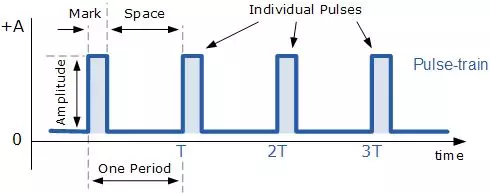 Mark Space Individual Pulses
+A
Pulse-train
Amplitude
0
T 2T 3T time
One Period